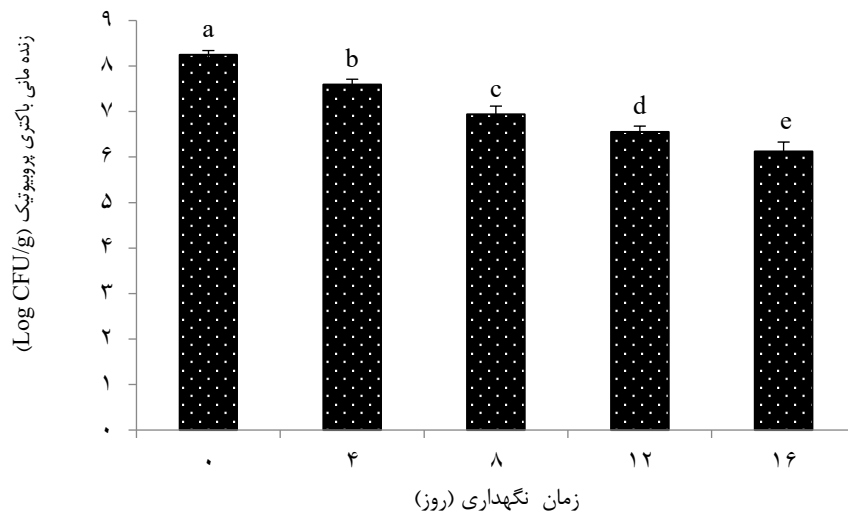 زنده مانی باکتری پروبیوتیک (Log CFU/g)
۹
۸
۷
۶
۵
۴
۳
۲
۱
۰
a
b
c
d
e
۰ ۴ ۸ ۱۲ ۱۶
زمان نگهداری (روز)